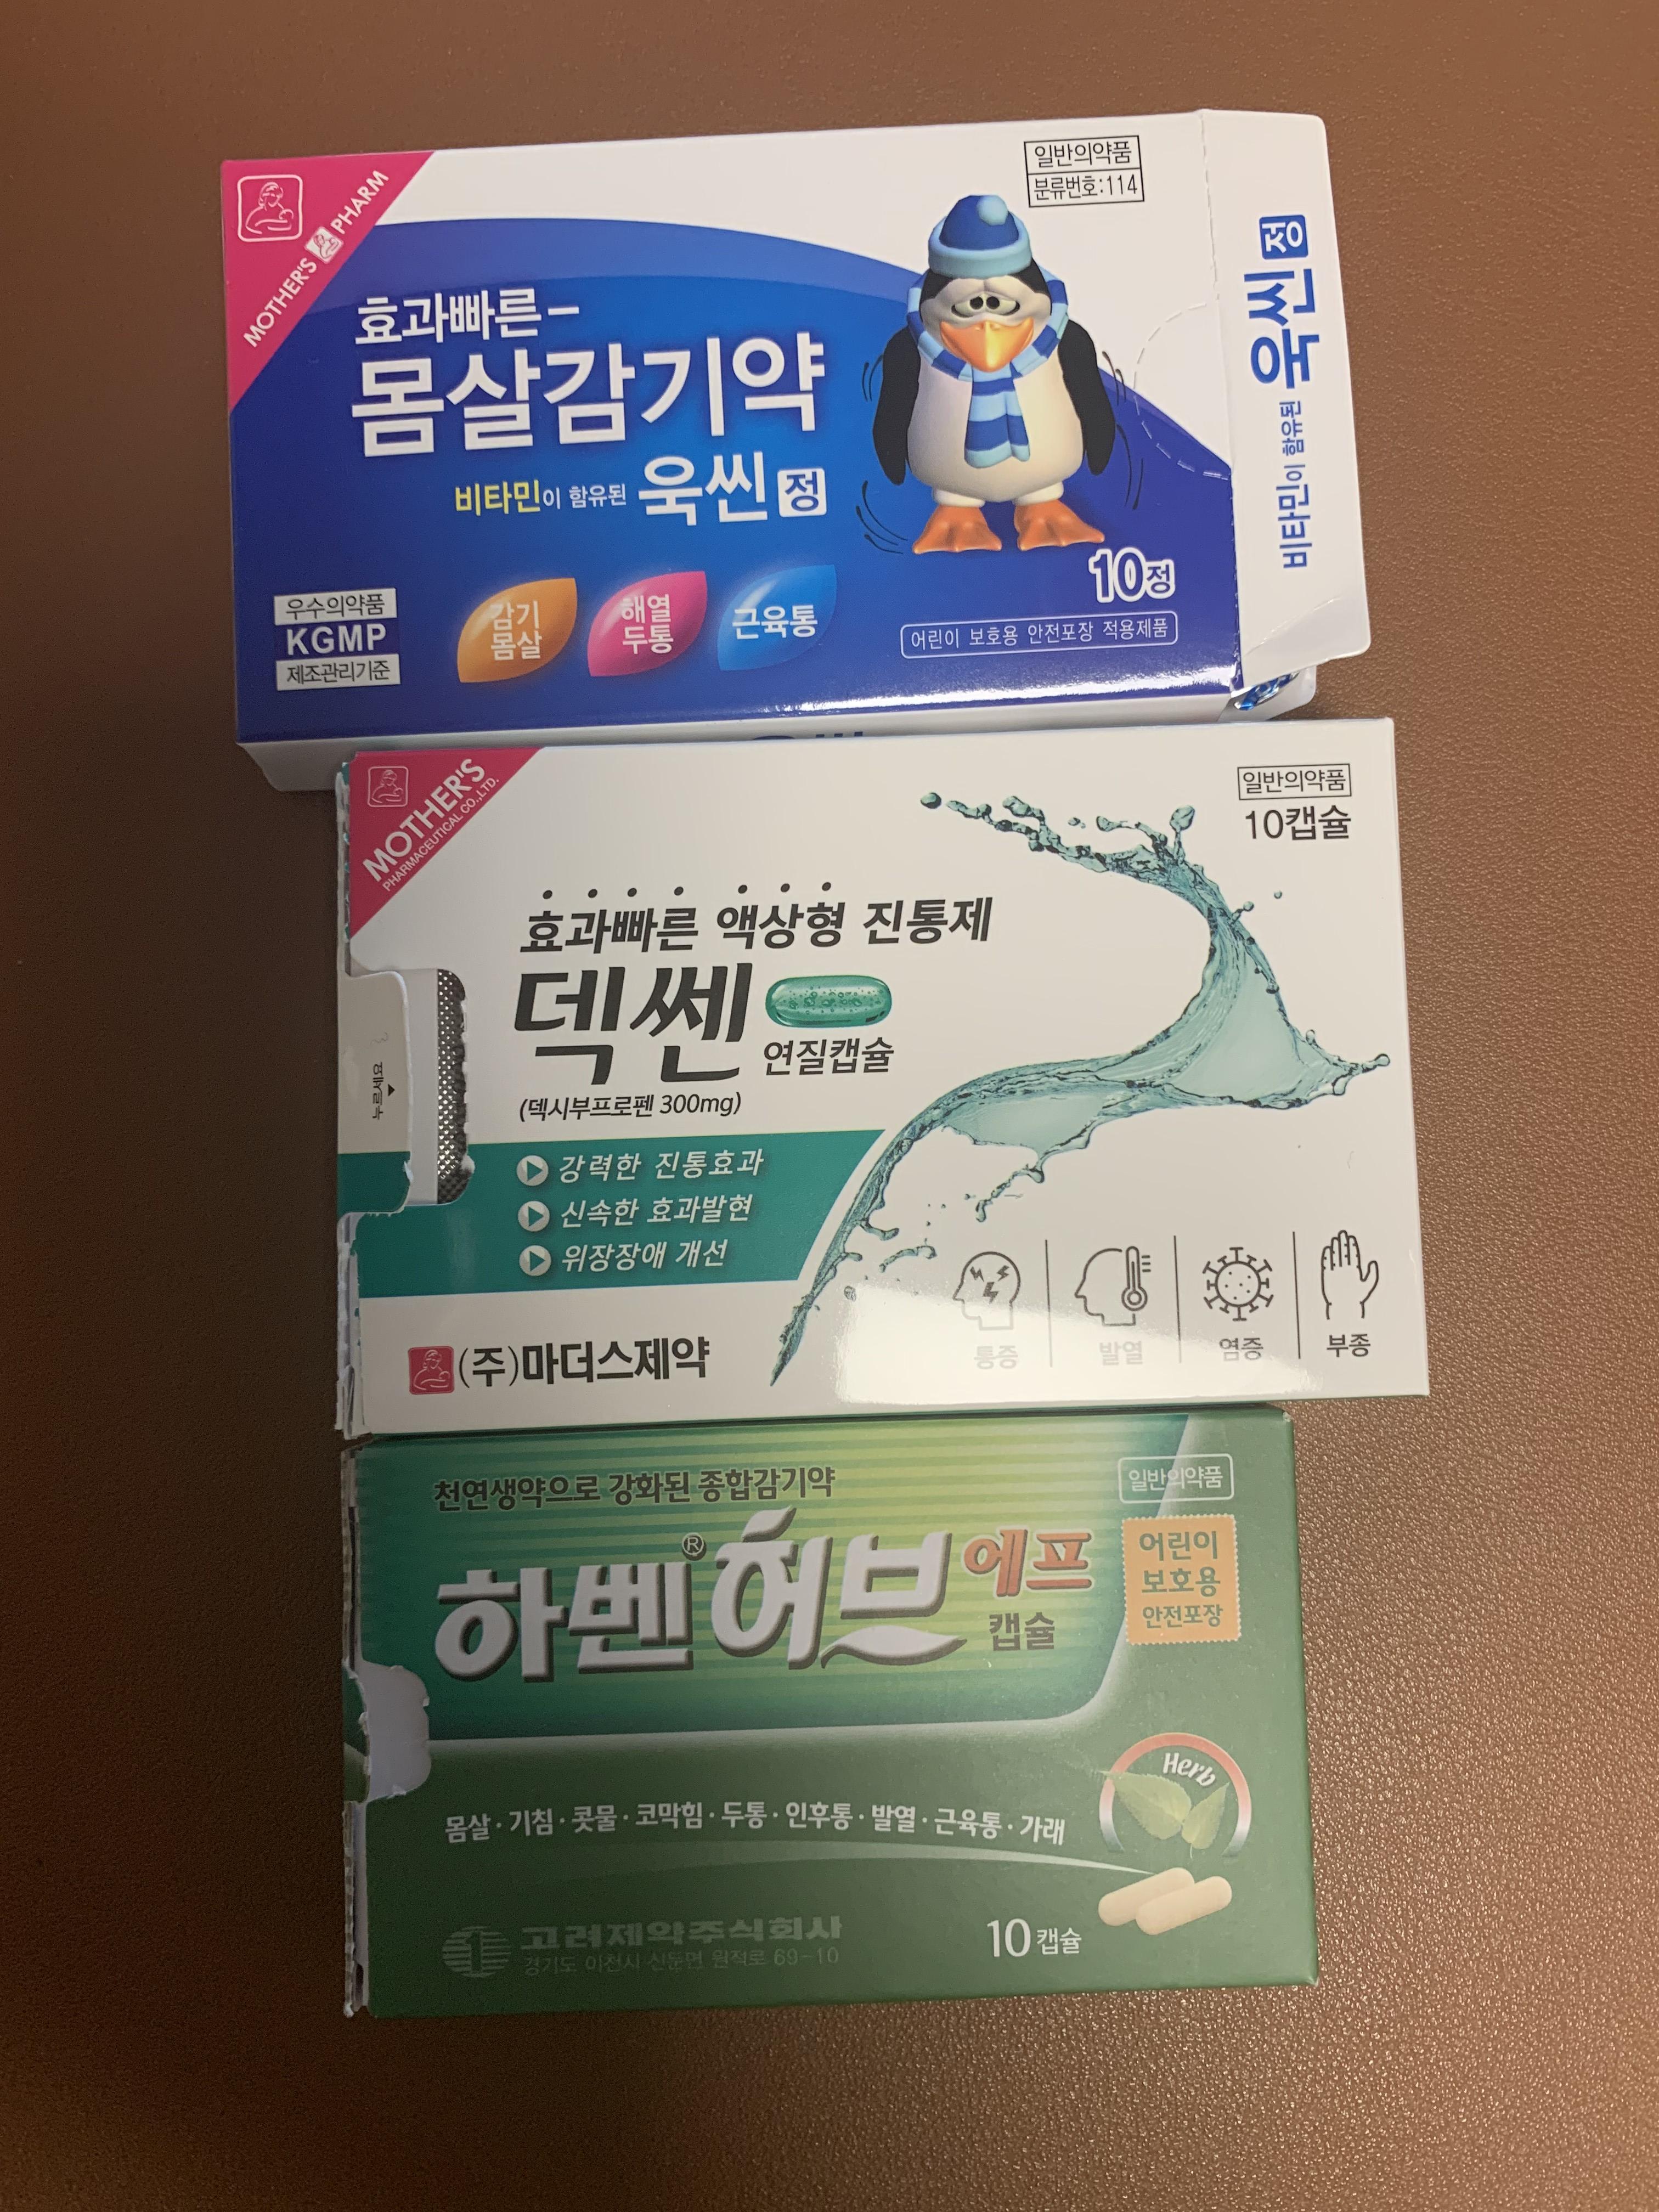 MOTHER'S PHARM
일반의약품
분류번호:114
효과빠른-
몸살감기약
비타민이 함유된 욱씬정
감기
몸살
해열
두통
근육통
우수의약품
KGMP
제조관리기준
10정
어린이 보호용 안전포장 적용제품
비타민이 함유된 욱씬정
MOTHER'S
PHARMACEUTICAL CO.,LTD.
일반의약품
10캡슐
효과빠른 액상형 진통제
덱쎈
연질캡슐
(덱시부프로펜 300mg)
누르세요
강력한 진통효과
신속한 효과발현
위장장애 개선
(주)마더스제약
통증
발열
염증
부종
천연생약으로 강화된 종합감기약
일반의약품
하벤® 허브 에프
캡슐
어린이
보호용
안전포장
Herb
몸살·기침·콧물·코막힘·두통·인후통·발열·근육통·가래
고려제약주식회사
경기도 이천시 신둔면 원적로 69-10
10캡슐